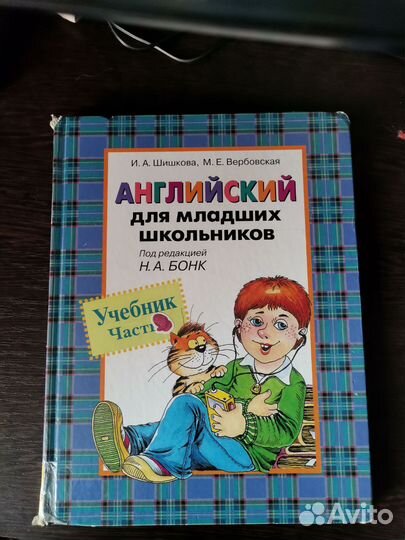 И. А. Шишкова, М. Е. Вербовская
АНГЛИЙСКИЙ
для младших
школьников
Под редакцией
Н. А. БОНК
Учебник
Часть
Avito